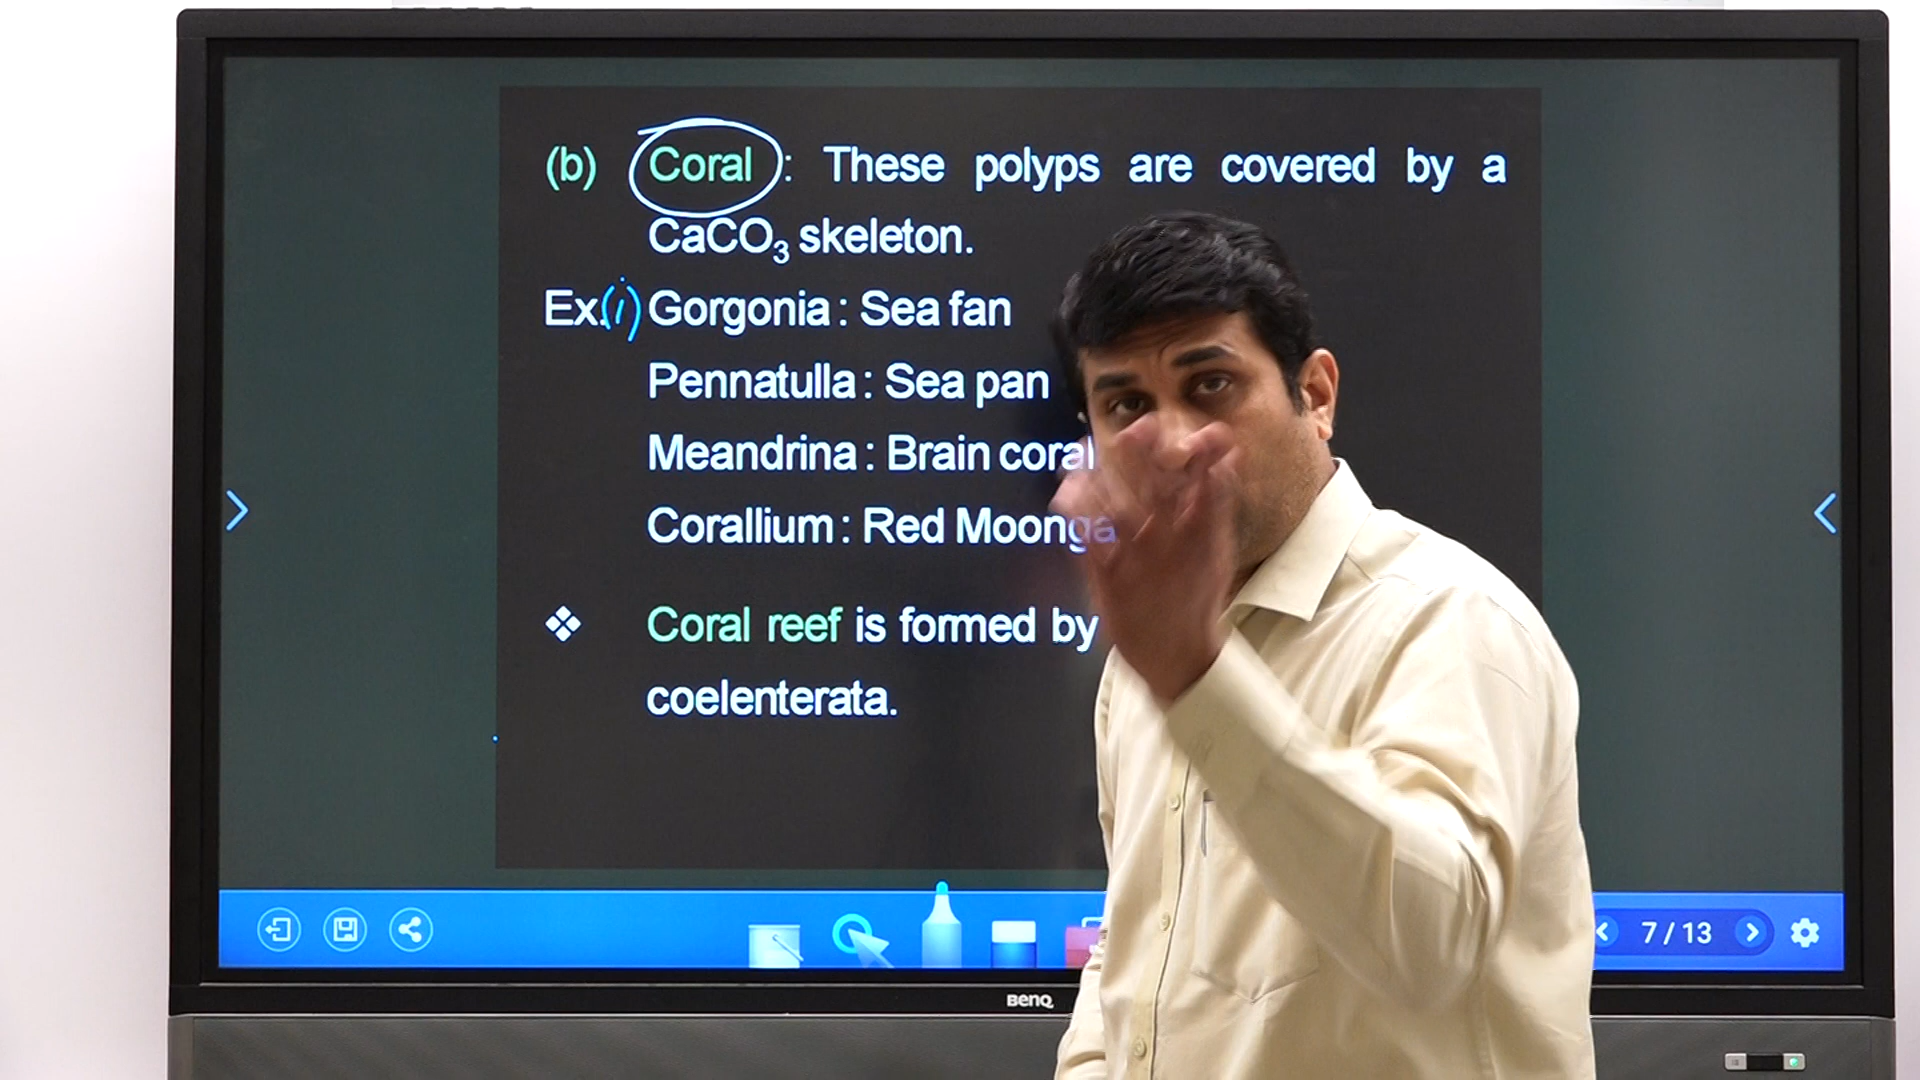 (b) Coral : These polyps are covered by a
CaCO₃ skeleton.
Ex.(i) Gorgonia : Sea fan
Pennatulla : Sea pan
Meandrina : Brain coral
Corallium : Red Moonga
❖ Coral reef is formed by
coelenterata.
7 / 13
BenQ